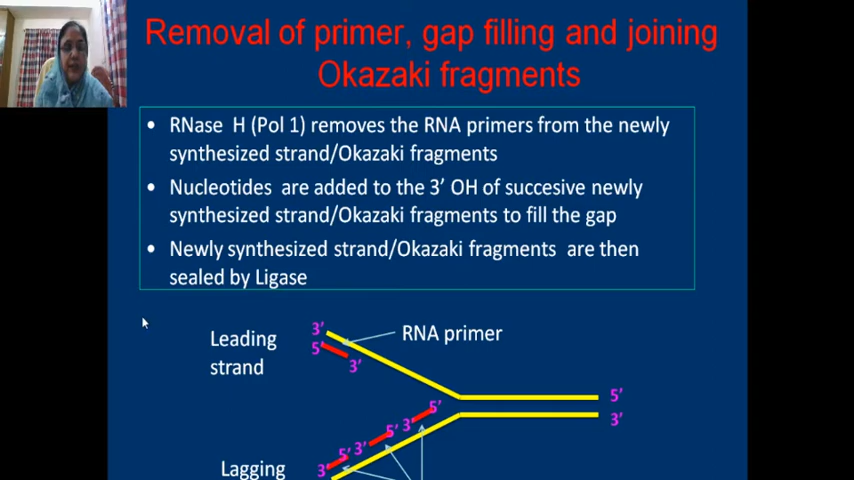 Removal of primer, gap filling and joining
Okazaki fragments
• RNase H (Pol 1) removes the RNA primers from the newly
synthesized strand/Okazaki fragments
• Nucleotides are added to the 3’ OH of succesive newly
synthesized strand/Okazaki fragments to fill the gap
• Newly synthesized strand/Okazaki fragments are then
sealed by Ligase
Leading
strand
3’
5’
3’
RNA primer
5’
3’
5’
3’
5’
3’
5’
3’
Lagging